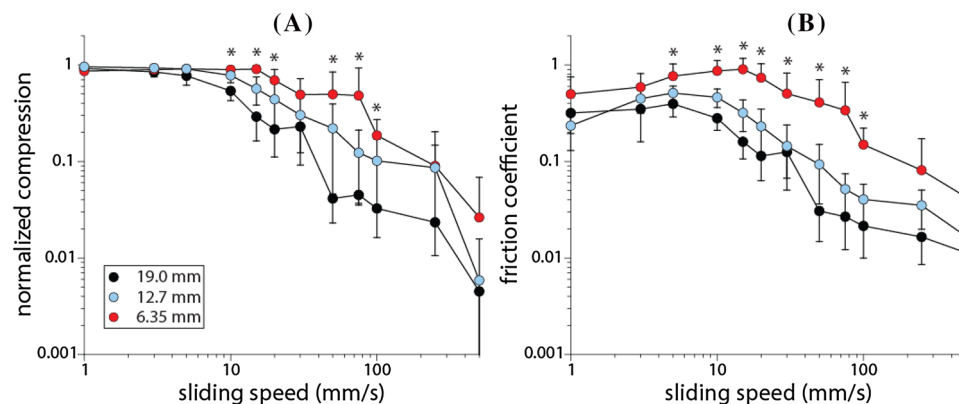 (A)
normalized compression
1
0.1
0.01
0.001
* * * * * *
19.0 mm
12.7 mm
6.35 mm
1 10 100
sliding speed (mm/s)
(B)
friction coefficient
1
0.1
0.01
0.001
* * * * * * * *
1 10 100
sliding speed (mm/s)